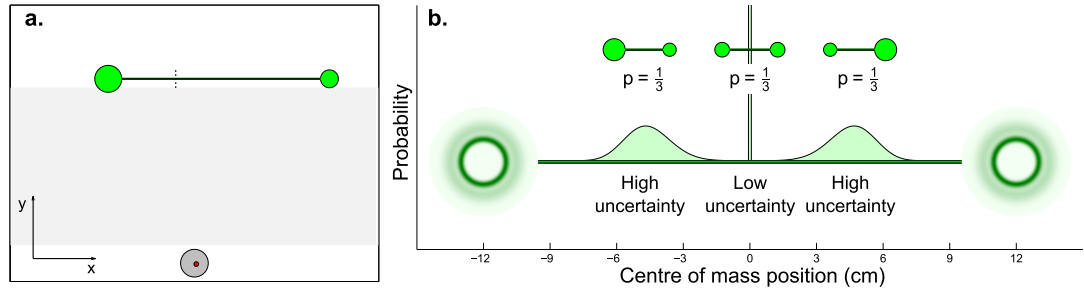 a.
y
x
b.
Probability
p = 1/3
p = 1/3
p = 1/3
High
uncertainty
Low
uncertainty
High
uncertainty
−12 −9 −6 −3 0 3 6 9 12
Centre of mass position (cm)